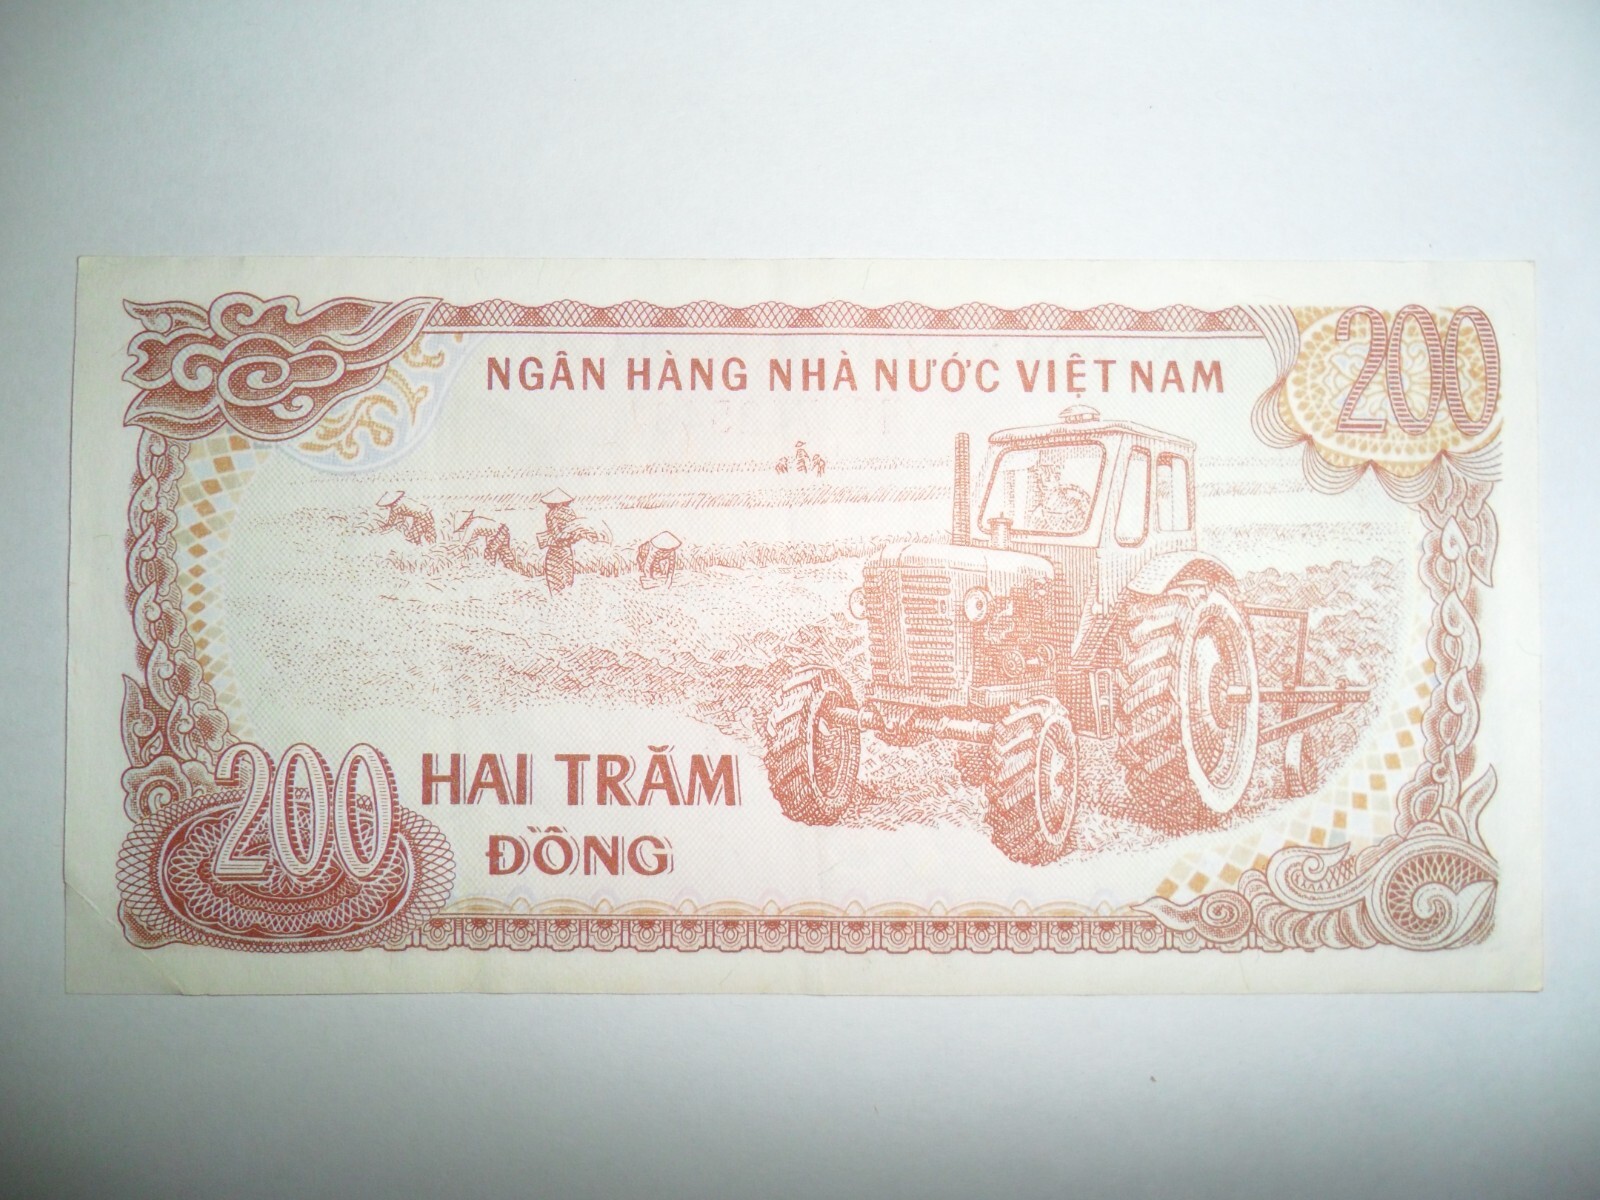 NGÂN HÀNG NHÀ NƯỚC VIỆT NAM
200
200
HAI TRĂM
ĐỒNG